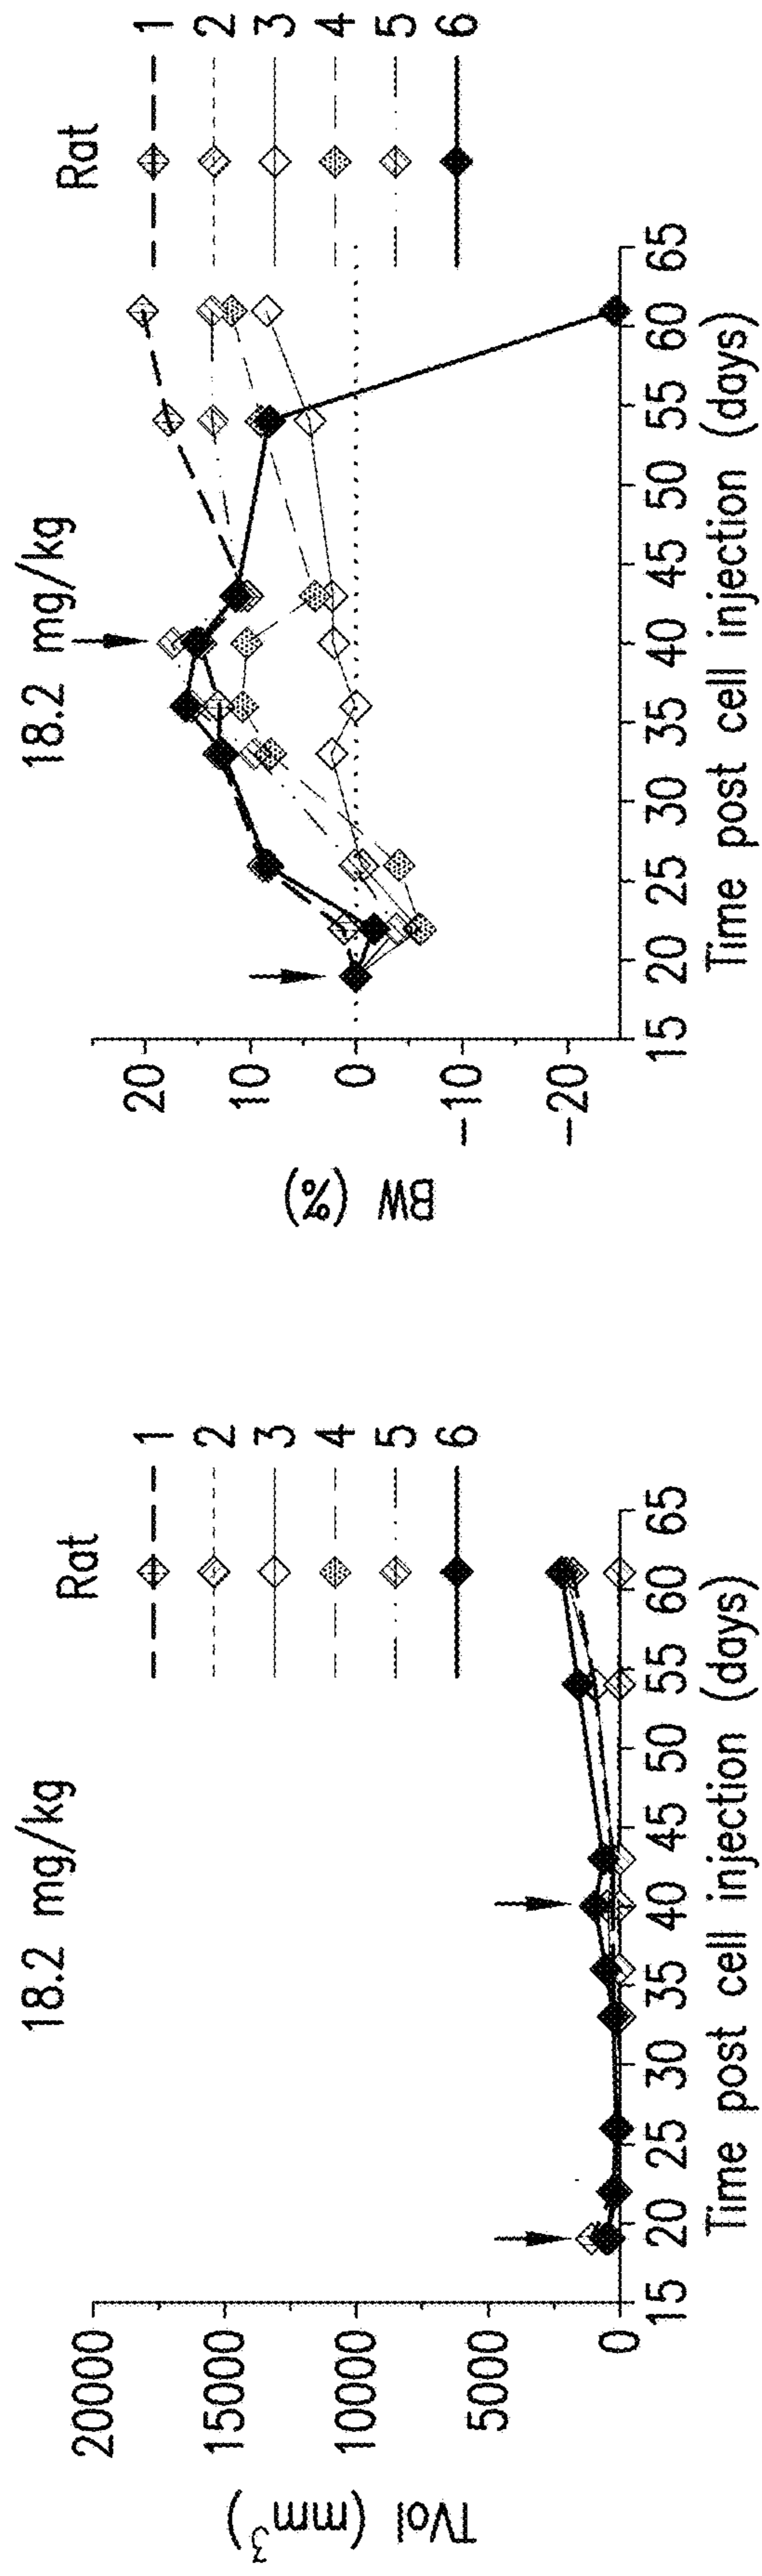 18.2 mg/kg
TVol (mm³)
20000
15000
10000
5000
0
15 20 25 30 35 40 45 50 55 60 65
Time post cell injection (days)
Rat
1
2
3
4
5
6
18.2 mg/kg
BW (%)
20
10
0
-10
-20
15 20 25 30 35 40 45 50 55 60 65
Time post cell injection (days)
Rat
1
2
3
4
5
6